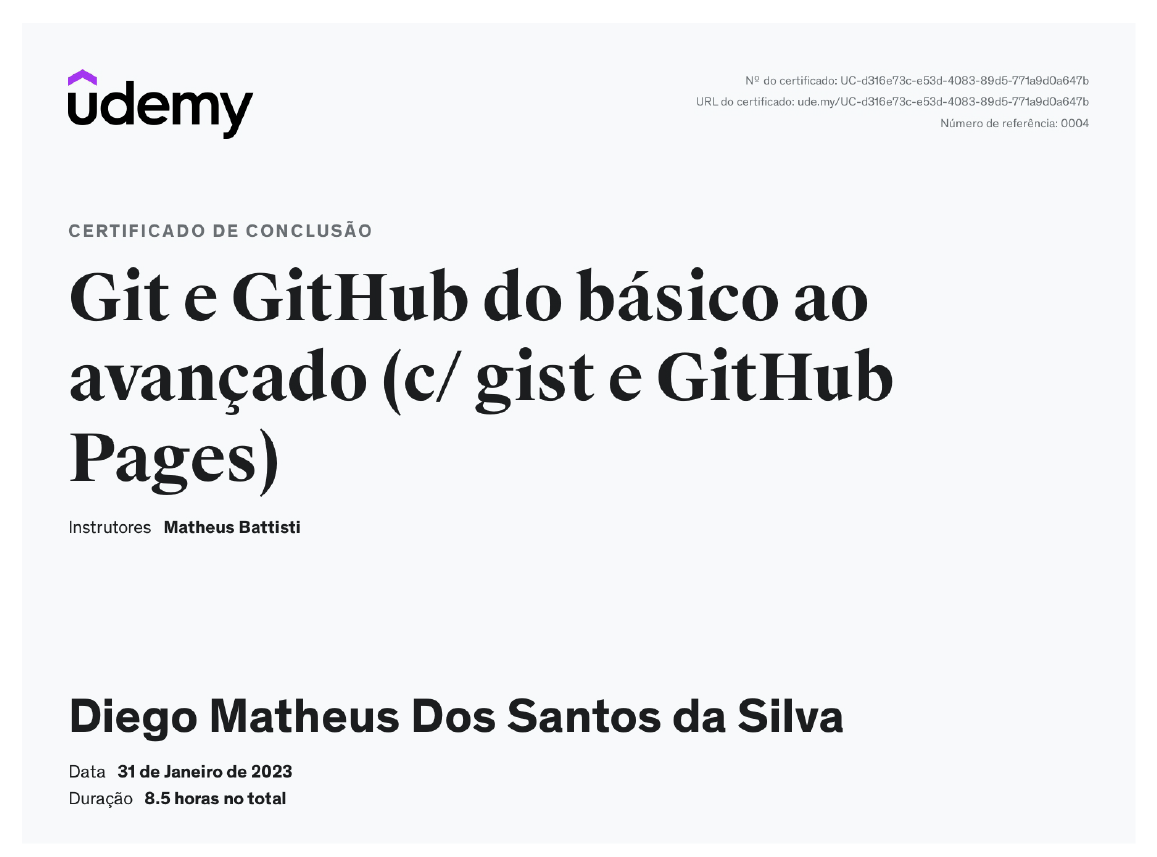 udemy
Nº do certificado: UC-d316e73c-e53d-4083-89d5-771a9d0a647b
URL do certificado: ude.my/UC-d316e73c-e53d-4083-89d5-771a9d0a647b
Número de referência: 0004
CERTIFICADO DE CONCLUSÃO
Git e GitHub do básico ao
avançado (c/ gist e GitHub
Pages)
Instrutores Matheus Battisti
Diego Matheus Dos Santos da Silva
Data 31 de Janeiro de 2023
Duração 8.5 horas no total